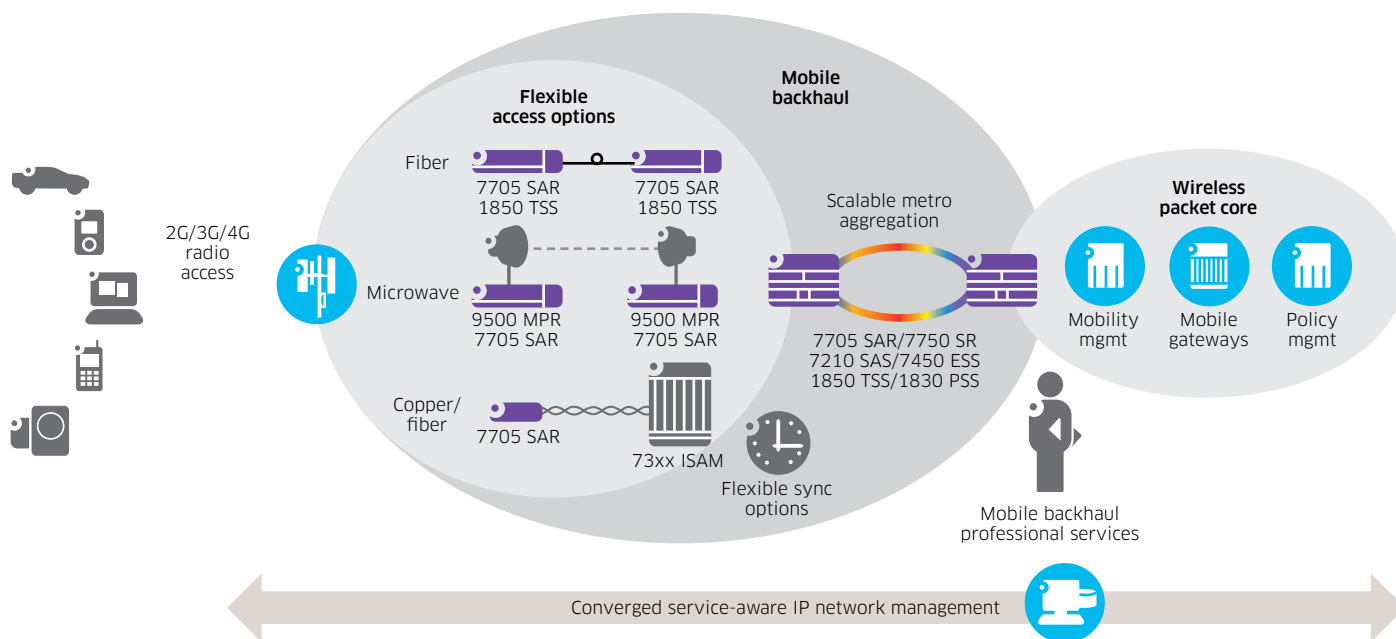 Mobile
backhaul
Flexible
access options
Fiber
7705 SAR
1850 TSS
7705 SAR
1850 TSS
2G/3G/4G
radio
access
Microwave
9500 MPR
7705 SAR
9500 MPR
7705 SAR
Copper/
fiber
7705 SAR
73xx ISAM
Scalable metro
aggregation
7705 SAR/7750 SR
7210 SAS/7450 ESS
1850 TSS/1830 PSS
Flexible sync
options
Wireless
packet core
Mobility
mgmt
Mobile
gateways
Policy
mgmt
Mobile backhaul
professional services
Converged service-aware IP network management